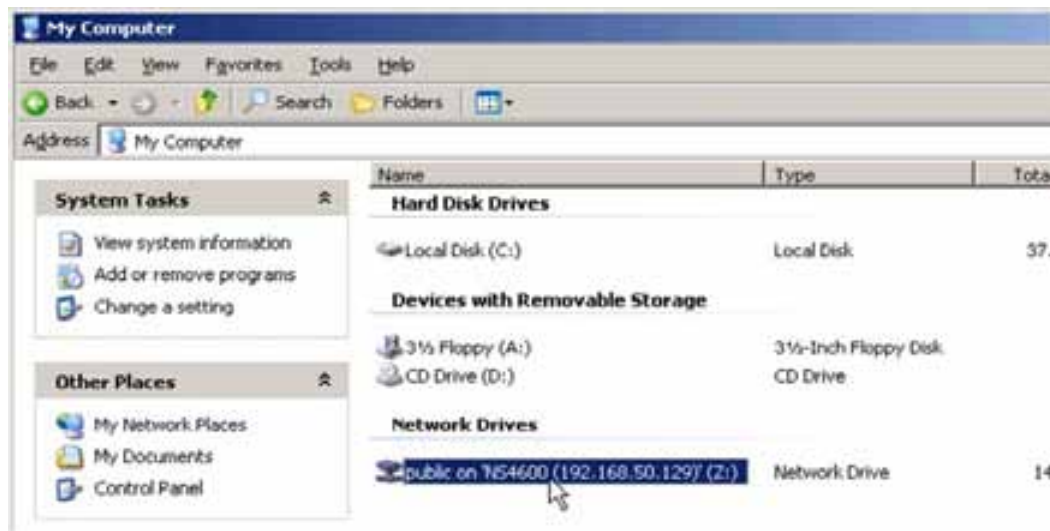 My Computer
File Edit View Favorites Tools Help
Back Search Folders
Address My Computer
Name Type Tota
System Tasks
View system information
Add or remove programs
Change a setting
Other Places
My Network Places
My Documents
Control Panel
Hard Disk Drives
Local Disk (C:) Local Disk 37.
Devices with Removable Storage
3½ Floppy (A:) 3½-Inch Floppy Disk
CD Drive (D:) CD Drive
Network Drives
public on 'NS4600 (192.168.50.129)' (Z:) Network Drive 14